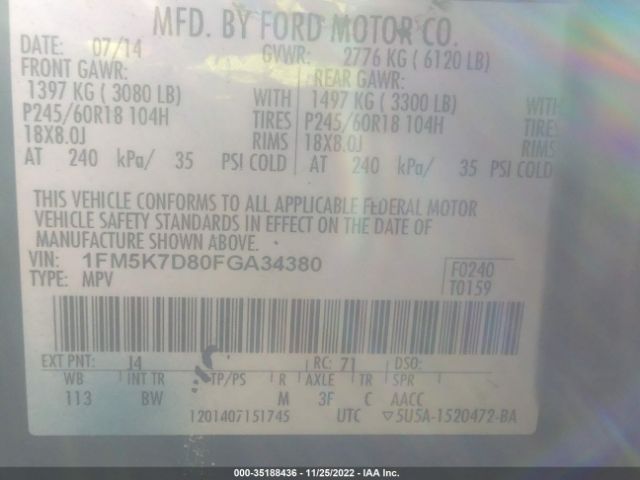 MFD. BY FORD MOTOR CO.
DATE: 07/14 GVWR: 2776 KG (6120 LB)
FRONT GAWR: REAR GAWR:
1397 KG (3080 LB) WITH 1497 KG (3300 LB) WITH
P245/60R18 104H TIRES P245/60R18 104H TIRES
18X8.0J RIMS 18X8.0J RIMS
AT 240 kPa/ 35 PSI COLD AT 240 kPa/ 35 PSI COLD
THIS VEHICLE CONFORMS TO ALL APPLICABLE FEDERAL MOTOR
VEHICLE SAFETY STANDARDS IN EFFECT ON THE DATE OF
MANUFACTURE SHOWN ABOVE.
VIN: 1FM5K7D80FGA34380 F0240
TYPE: MPV T0159
EXT PNT: J4 RC: 71 DSO:
WB INT TR TP/PS R AXLE TR SPR
113 BW M 3F C AACC
1201407151745 UTC ▽5U5A-1520472-BA
000-35188436 - 11/25/2022 - IAA Inc.